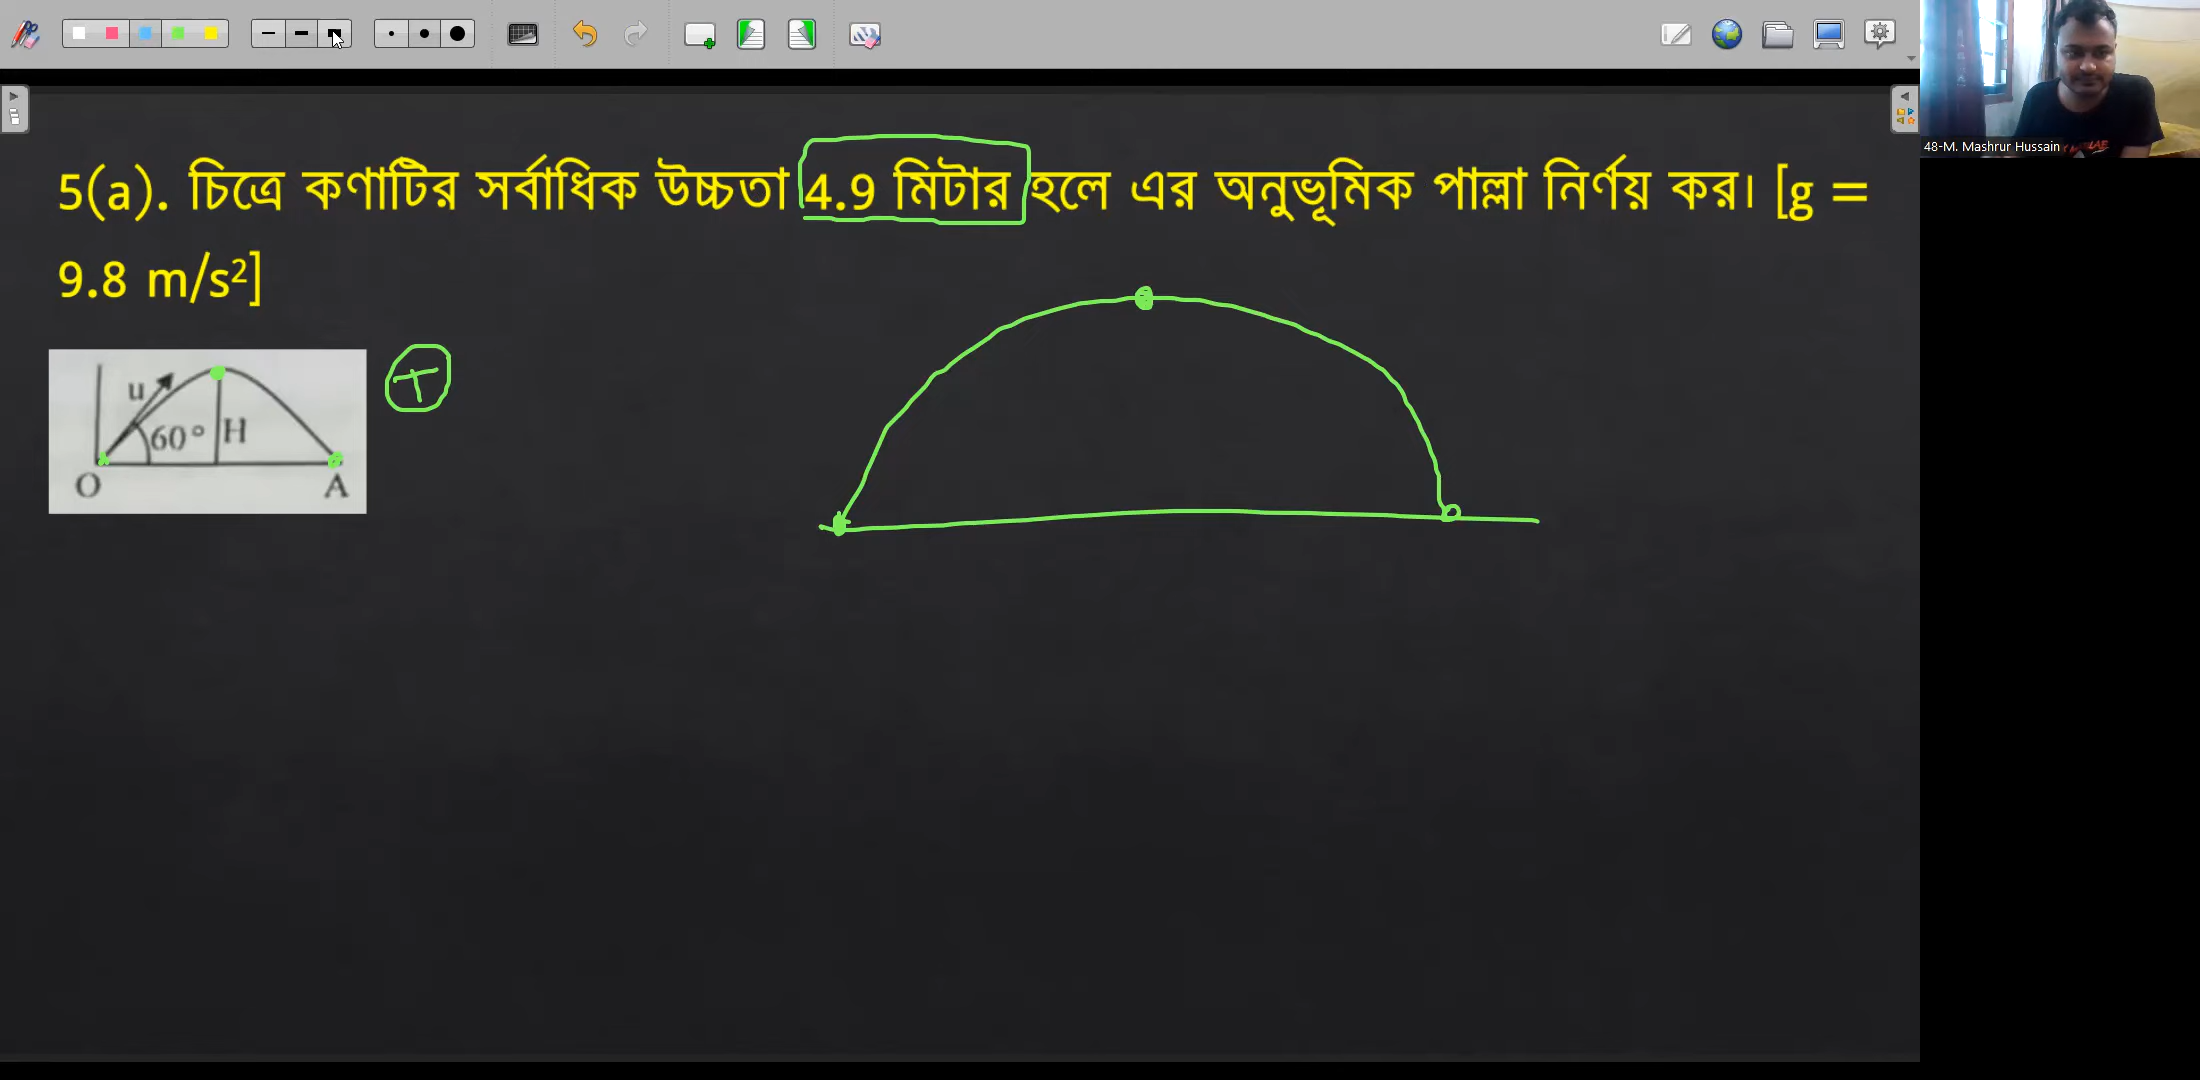 5(a). চিত্রে কণাটির সর্বাধিক উচ্চতা 4.9 মিটার হলে এর অনুভূমিক পাল্লা নির্ণয় কর। [g =
9.8 m/s²]
T
u
60° H
O A
48-M. Mashrur Hussain